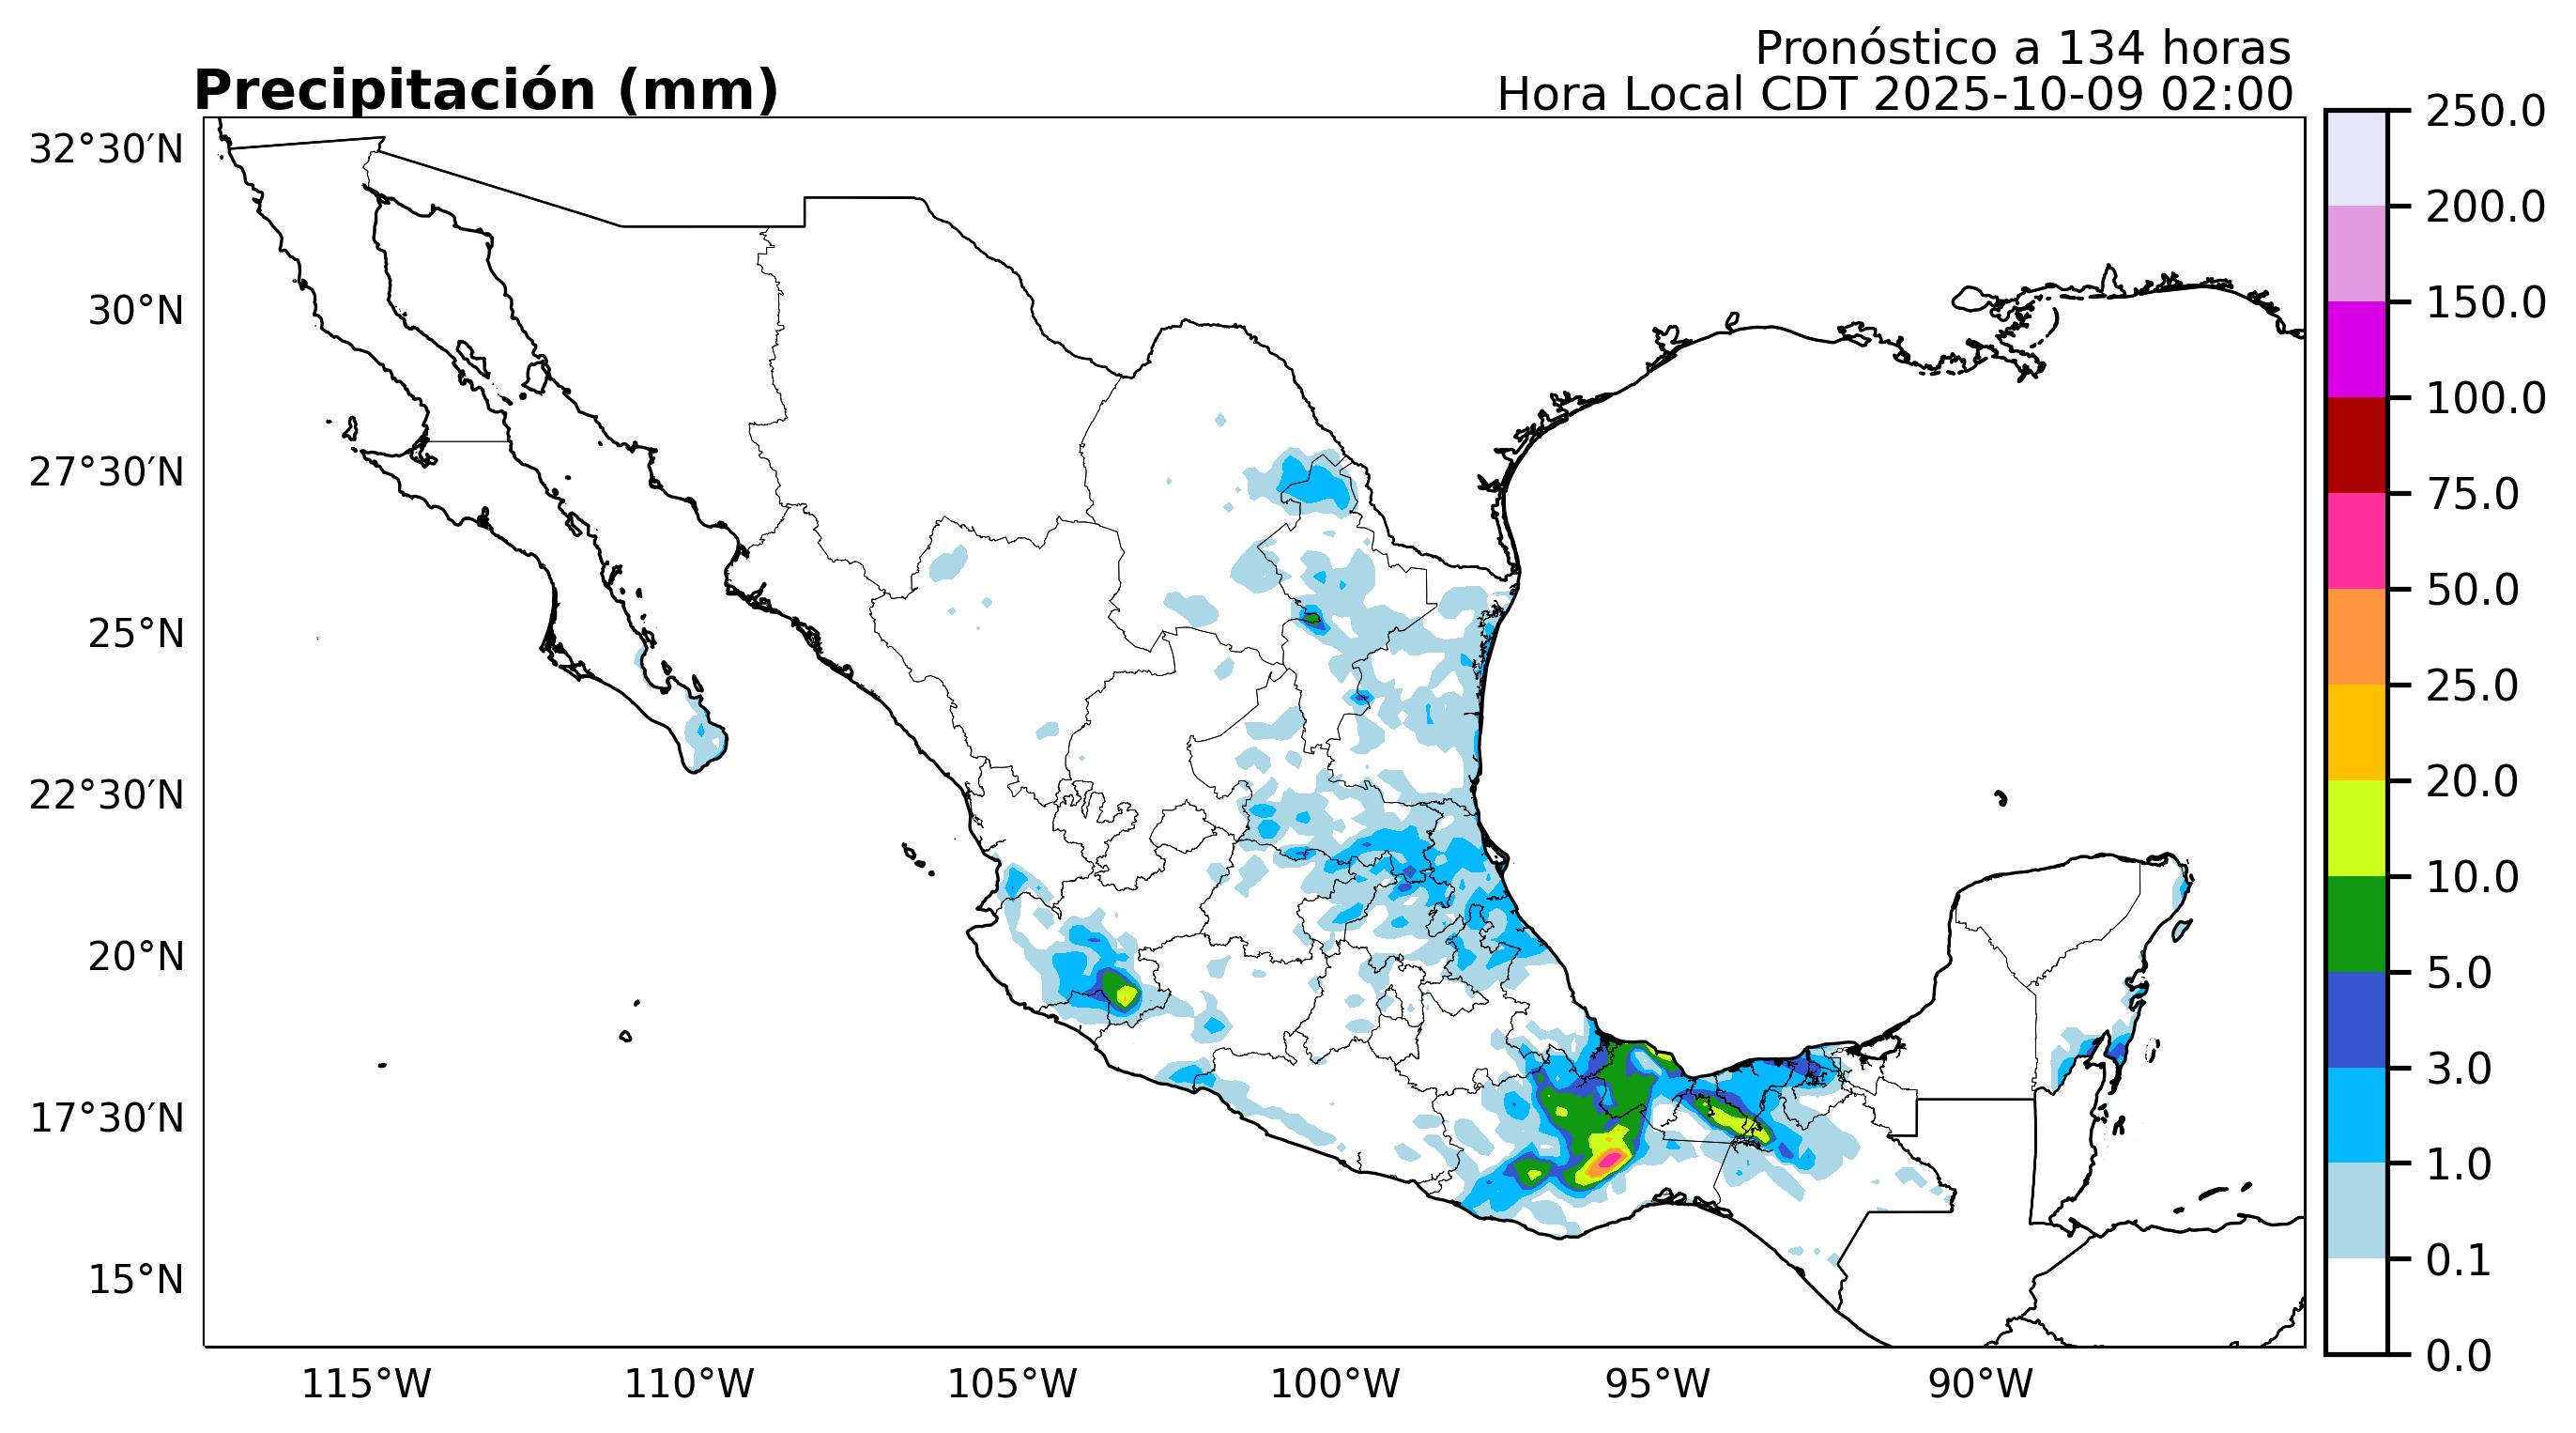 Pronóstico a 134 horas
Precipitación (mm)
Hora Local CDT 2025-10-09 02:00
32°30′N
30°N
27°30′N
25°N
22°30′N
20°N
17°30′N
15°N
115°W
110°W
105°W
100°W
95°W
90°W
250.0
200.0
150.0
100.0
75.0
50.0
25.0
20.0
10.0
5.0
3.0
1.0
0.1
0.0